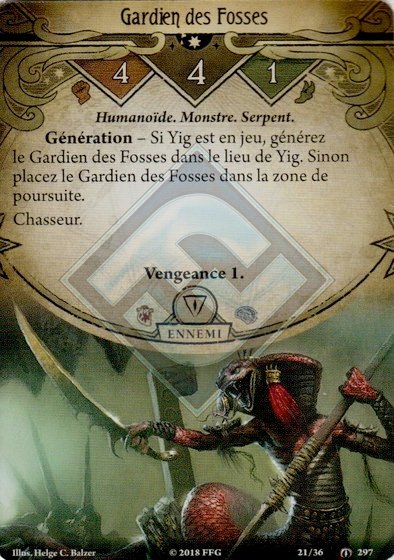 Gardien des Fosses
4 4 1
Humanoïde. Monstre. Serpent.
Génération – Si Yig est en jeu, générez
le Gardien des Fosses dans le lieu de Yig. Sinon
placez le Gardien des Fosses dans la zone de
poursuite.
Chasseur.
Vengeance 1.
ENNEMI
Illus. Helge C. Balzer © 2018 FFG 21/36 297